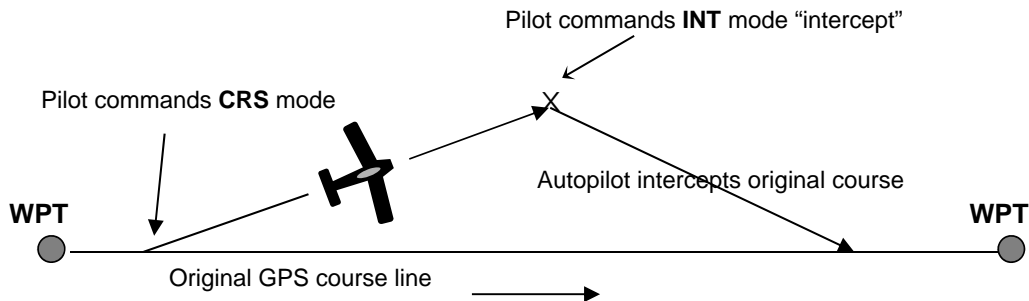 Pilot commands INT mode “intercept”
Pilot commands CRS mode
X
Autopilot intercepts original course
WPT
WPT
Original GPS course line